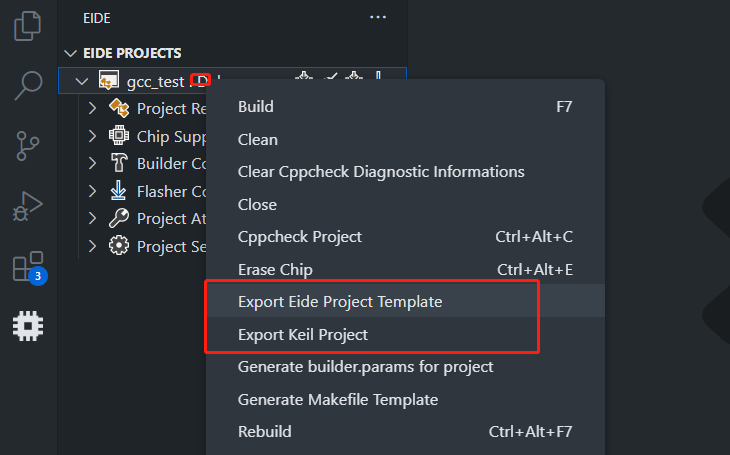 EIDE
EIDE PROJECTS
gcc_test : D
Project Re
Chip Supp
Builder Co
Flasher Co
Project At
Project Se
3
Build F7
Clean
Clear Cppcheck Diagnostic Informations
Close
Cppcheck Project Ctrl+Alt+C
Erase Chip Ctrl+Alt+E
Export Eide Project Template
Export Keil Project
Generate builder.params for project
Generate Makefile Template
Rebuild Ctrl+Alt+F7